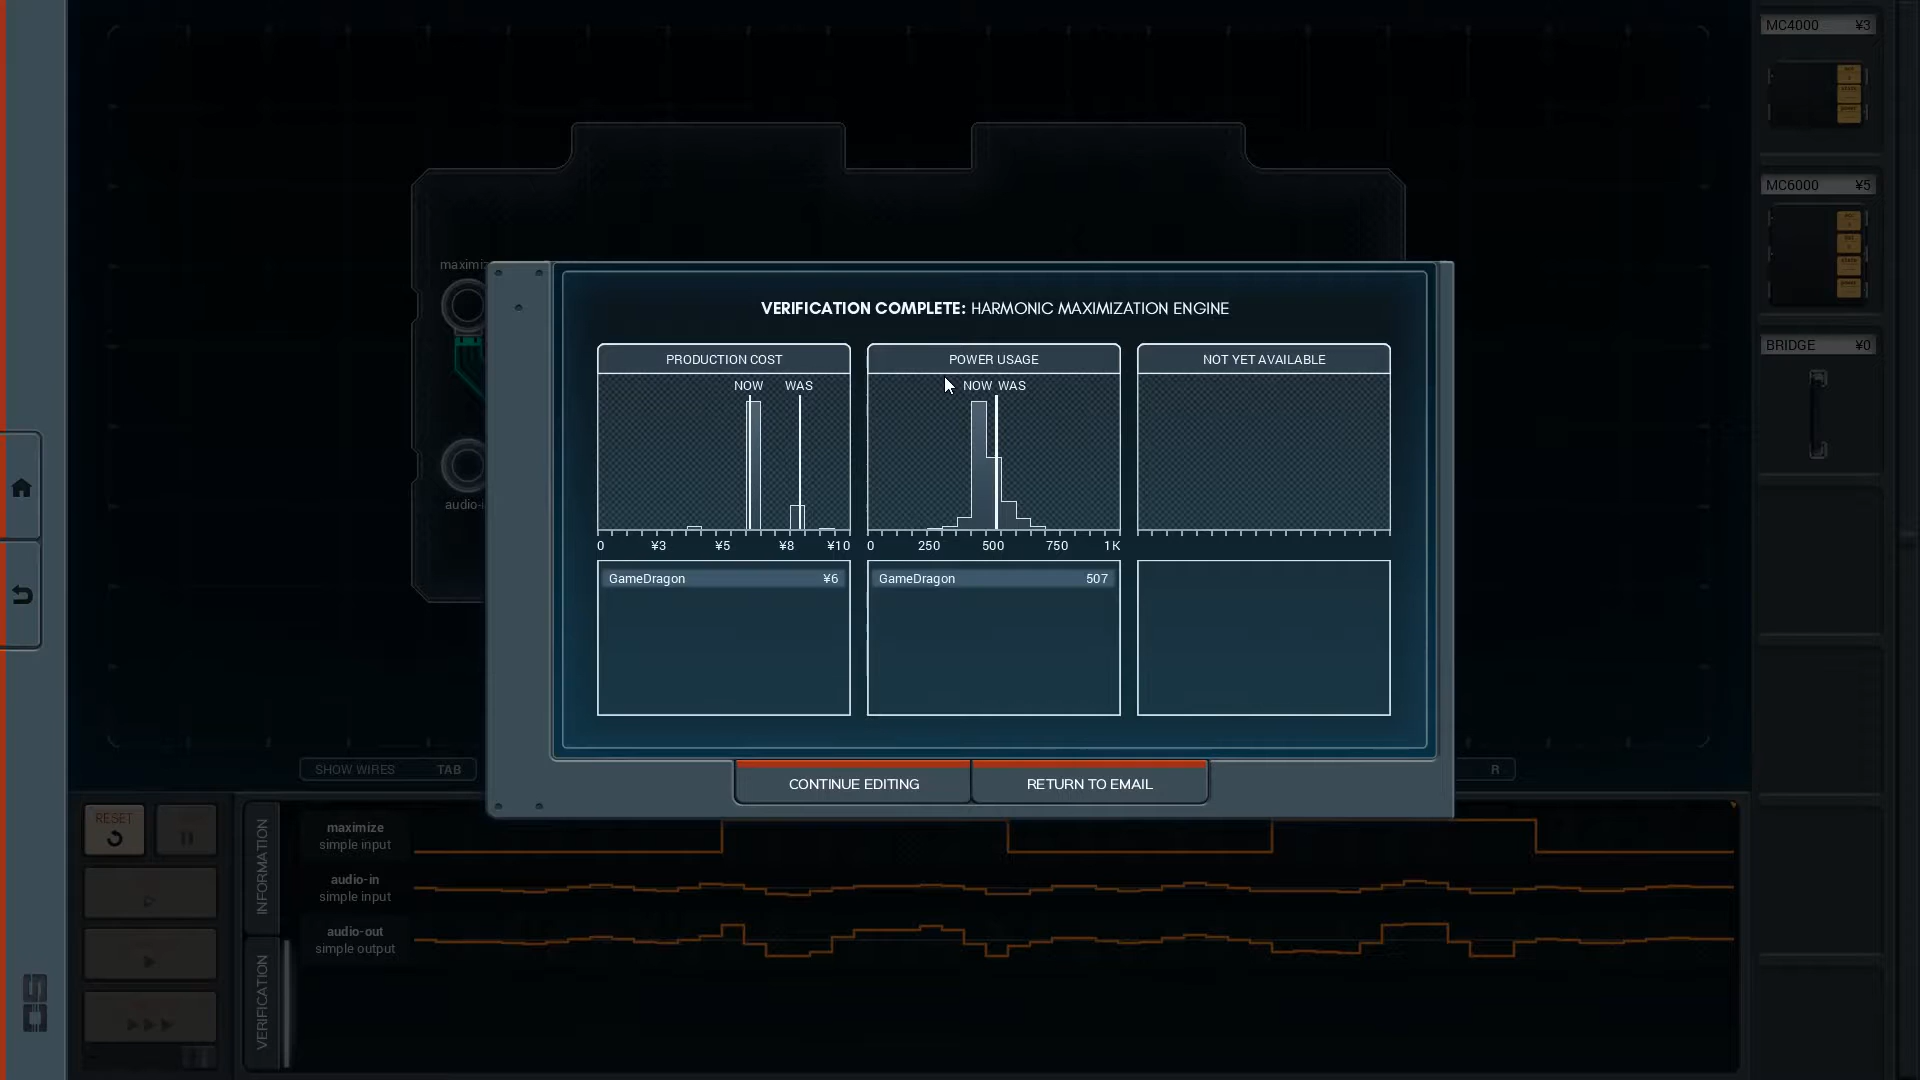 MC4000 ¥3
MC6000 ¥5
BRIDGE ¥0
maximiz
audio-i
VERIFICATION COMPLETE: HARMONIC MAXIMIZATION ENGINE
PRODUCTION COST
NOW WAS
0 ¥3 ¥5 ¥8 ¥10
GameDragon ¥6
POWER USAGE
NOW WAS
0 250 500 750 1K
GameDragon 507
NOT YET AVAILABLE
CONTINUE EDITING
RETURN TO EMAIL
SHOW WIRES TAB
R
RESET
INFORMATION
VERIFICATION
maximize
simple input
audio-in
simple input
audio-out
simple output